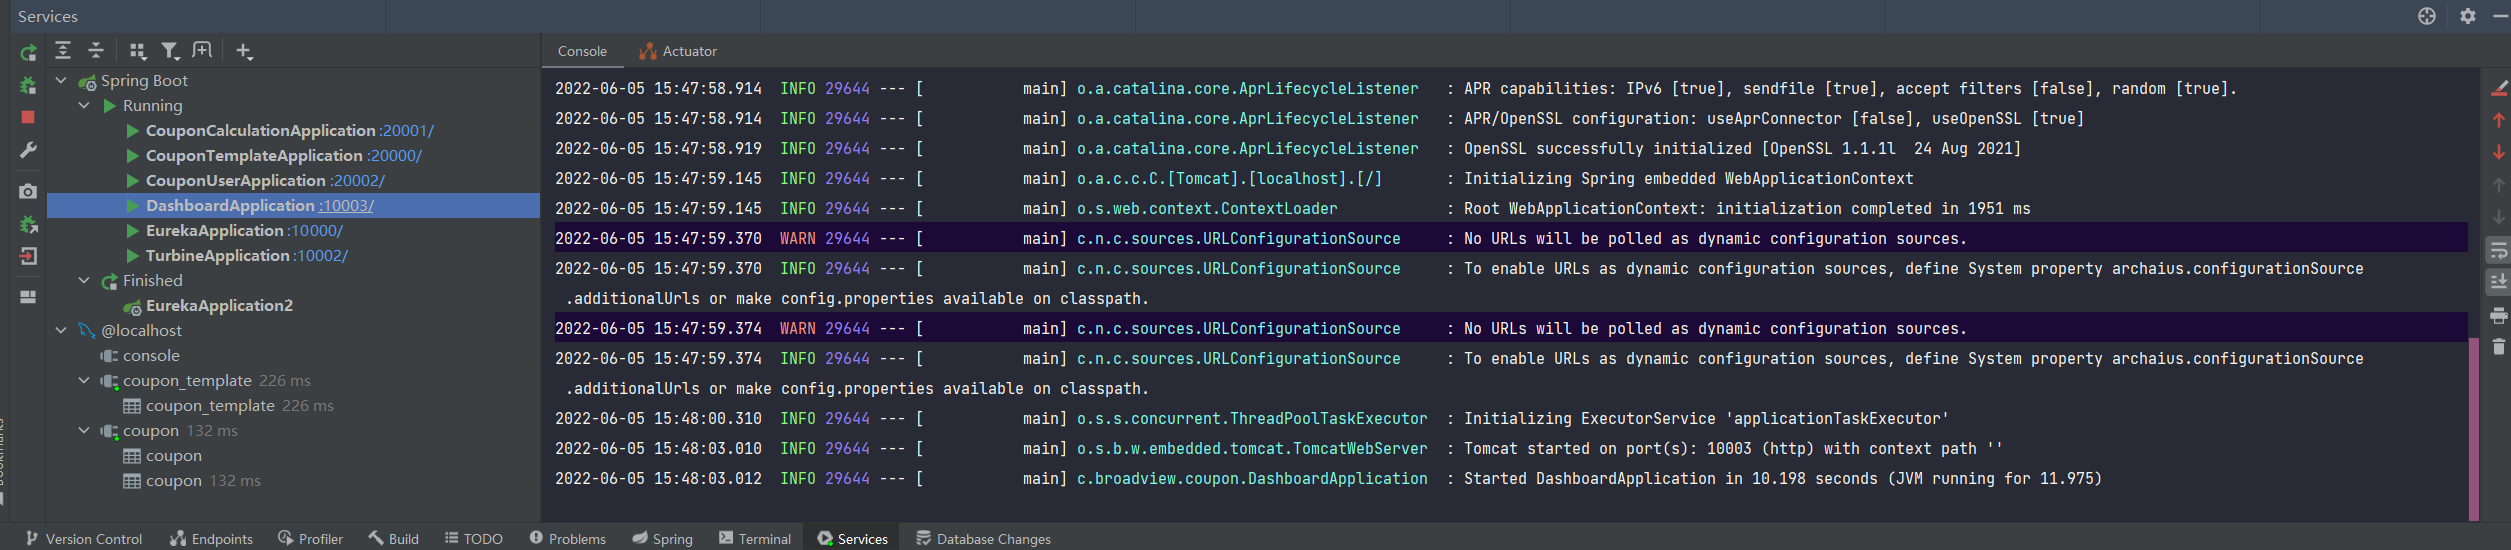 Services
Console
Actuator
Spring Boot
Running
CouponCalculationApplication :20001/
CouponTemplateApplication :20000/
CouponUserApplication :20002/
DashboardApplication :10003/
EurekaApplication :10000/
TurbineApplication :10002/
Finished
EurekaApplication2
@localhost
console
coupon_template 226 ms
coupon_template 226 ms
coupon 132 ms
coupon
coupon 132 ms
2022-06-05 15:47:58.914  INFO 29644 --- [           main] o.a.catalina.core.AprLifecycleListener   : APR capabilities: IPv6 [true], sendfile [true], accept filters [false], random [true].
2022-06-05 15:47:58.914  INFO 29644 --- [           main] o.a.catalina.core.AprLifecycleListener   : APR/OpenSSL configuration: useAprConnector [false], useOpenSSL [true]
2022-06-05 15:47:58.919  INFO 29644 --- [           main] o.a.catalina.core.AprLifecycleListener   : OpenSSL successfully initialized [OpenSSL 1.1.1l  24 Aug 2021]
2022-06-05 15:47:59.145  INFO 29644 --- [           main] o.a.c.c.C.[Tomcat].[localhost].[/]       : Initializing Spring embedded WebApplicationContext
2022-06-05 15:47:59.145  INFO 29644 --- [           main] o.s.web.context.ContextLoader            : Root WebApplicationContext: initialization completed in 1951 ms
2022-06-05 15:47:59.370  WARN 29644 --- [           main] c.n.c.sources.URLConfigurationSource     : No URLs will be polled as dynamic configuration sources.
2022-06-05 15:47:59.370  INFO 29644 --- [           main] c.n.c.sources.URLConfigurationSource     : To enable URLs as dynamic configuration sources, define System property archaius.configurationSource
.additionalUrls or make config.properties available on classpath.
2022-06-05 15:47:59.374  WARN 29644 --- [           main] c.n.c.sources.URLConfigurationSource     : No URLs will be polled as dynamic configuration sources.
2022-06-05 15:47:59.374  INFO 29644 --- [           main] c.n.c.sources.URLConfigurationSource     : To enable URLs as dynamic configuration sources, define System property archaius.configurationSource
.additionalUrls or make config.properties available on classpath.
2022-06-05 15:48:00.310  INFO 29644 --- [           main] o.s.s.concurrent.ThreadPoolTaskExecutor  : Initializing ExecutorService 'applicationTaskExecutor'
2022-06-05 15:48:03.010  INFO 29644 --- [           main] o.s.b.w.embedded.tomcat.TomcatWebServer  : Tomcat started on port(s): 10003 (http) with context path ''
2022-06-05 15:48:03.012  INFO 29644 --- [           main] c.broadview.coupon.DashboardApplication  : Started DashboardApplication in 10.198 seconds (JVM running for 11.975)
Version Control
Endpoints
Profiler
Build
TODO
Problems
Spring
Terminal
Services
Database Changes